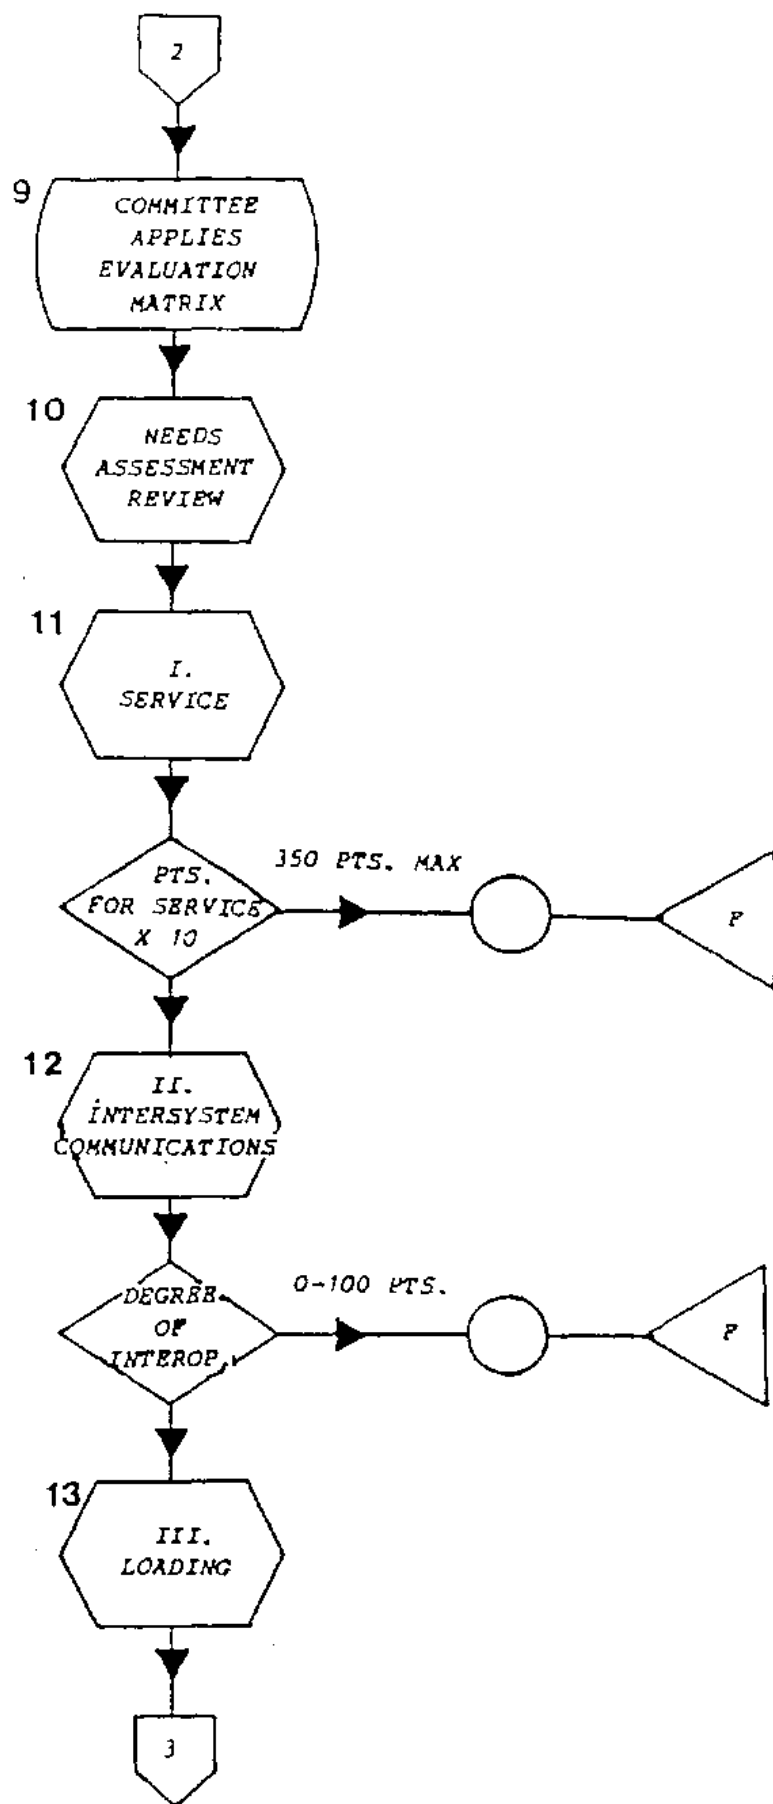 2
9
COMMITTEE
APPLIES
EVALUATION
MATRIX
10
NEEDS
ASSESSMENT
REVIEW
11
I.
SERVICE
PTS.
FOR SERVICE
X 10
350 PTS. MAX
F
12
II.
INTERSYSTEM
COMMUNICATIONS
DEGREE
OF
INTEROP.
0-100 PTS.
F
13
III.
LOADING
3